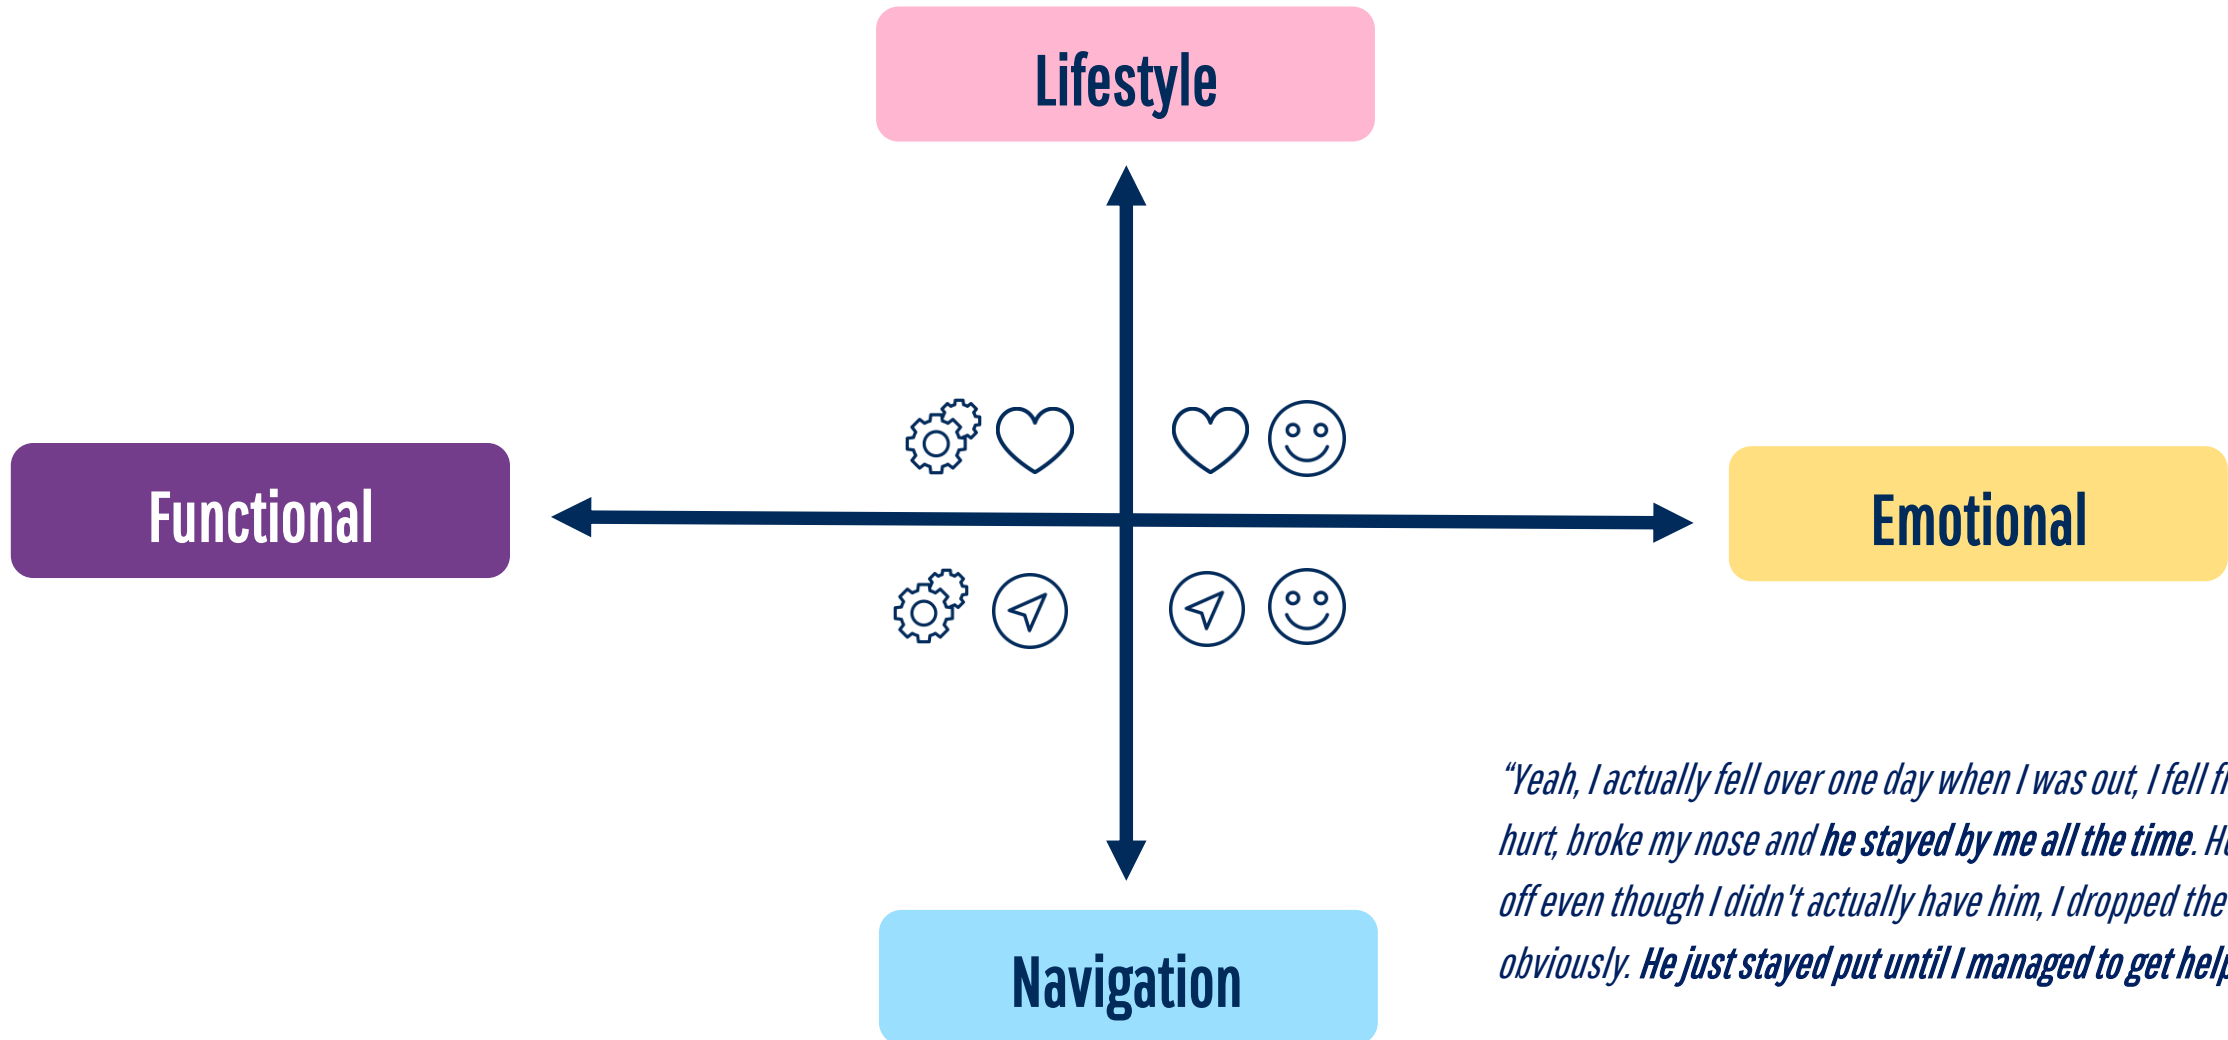 Lifestyle
Functional
Emotional
“Yeah, I actually fell over one day when I was out, I fell
hurt, broke my nose and he stayed by me all the time.
off even though I didn't actually have him, I dropped the
obviously. He just stayed put until I managed to get help
Navigation